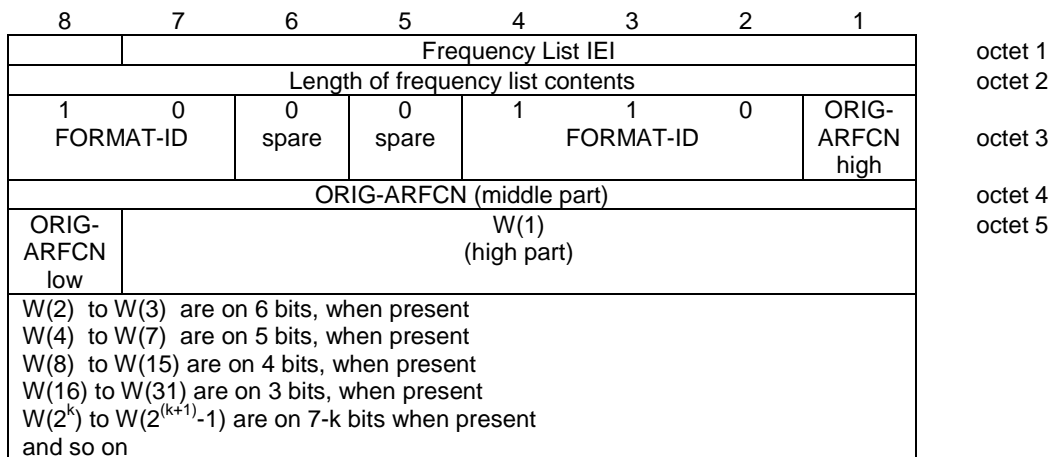 8 7 6 5 4 3 2 1
Frequency List IEI octet 1
Length of frequency list contents octet 2
1 0 0 0 1 1 0 ORIG-
FORMAT-ID spare spare FORMAT-ID ARFCN octet 3
high
ORIG-ARFCN (middle part) octet 4
ORIG- W(1) octet 5
ARFCN (high part)
low
W(2) to W(3) are on 6 bits, when present
W(4) to W(7) are on 5 bits, when present
W(8) to W(15) are on 4 bits, when present
W(16) to W(31) are on 3 bits, when present
W(2^k) to W(2^(k+1)-1) are on 7-k bits when present
and so on